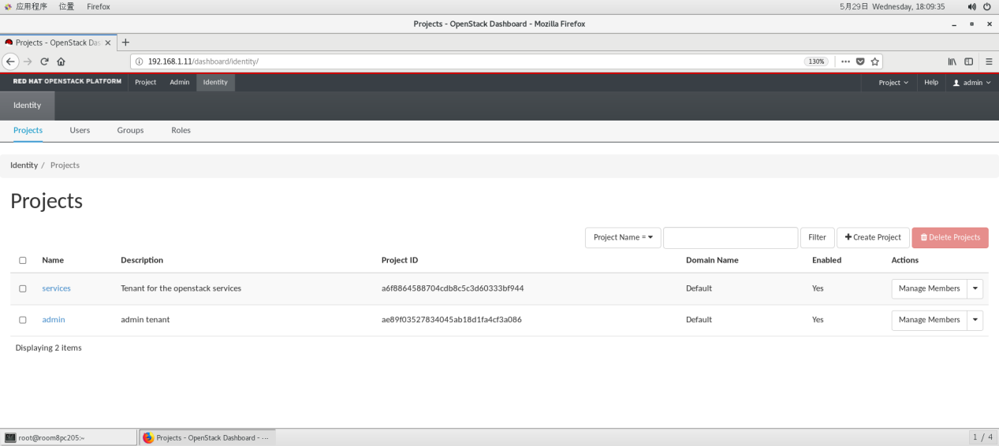 应用程序 位置 Firefox 5月29日 Wednesday, 18:09:35
Projects - OpenStack Dashboard - Mozilla Firefox
Projects - OpenStack Das
192.168.1.11/dashboard/identity/ 130%
RED HAT OPENSTACK PLATFORM Project Admin Identity Project Help admin
Identity
Projects Users Groups Roles
Identity / Projects
Projects
Project Name = Filter Create Project Delete Projects
Name Description Project ID Domain Name Enabled Actions
services Tenant for the openstack services a6f8864588704cdb8c5c3d60333bf944 Default Yes Manage Members
admin admin tenant ae89f03527834045ab18d1fa4cf3a086 Default Yes Manage Members
Displaying 2 items
root@room8pc205:~ Projects - OpenStack Dashboard - ... 1 / 4